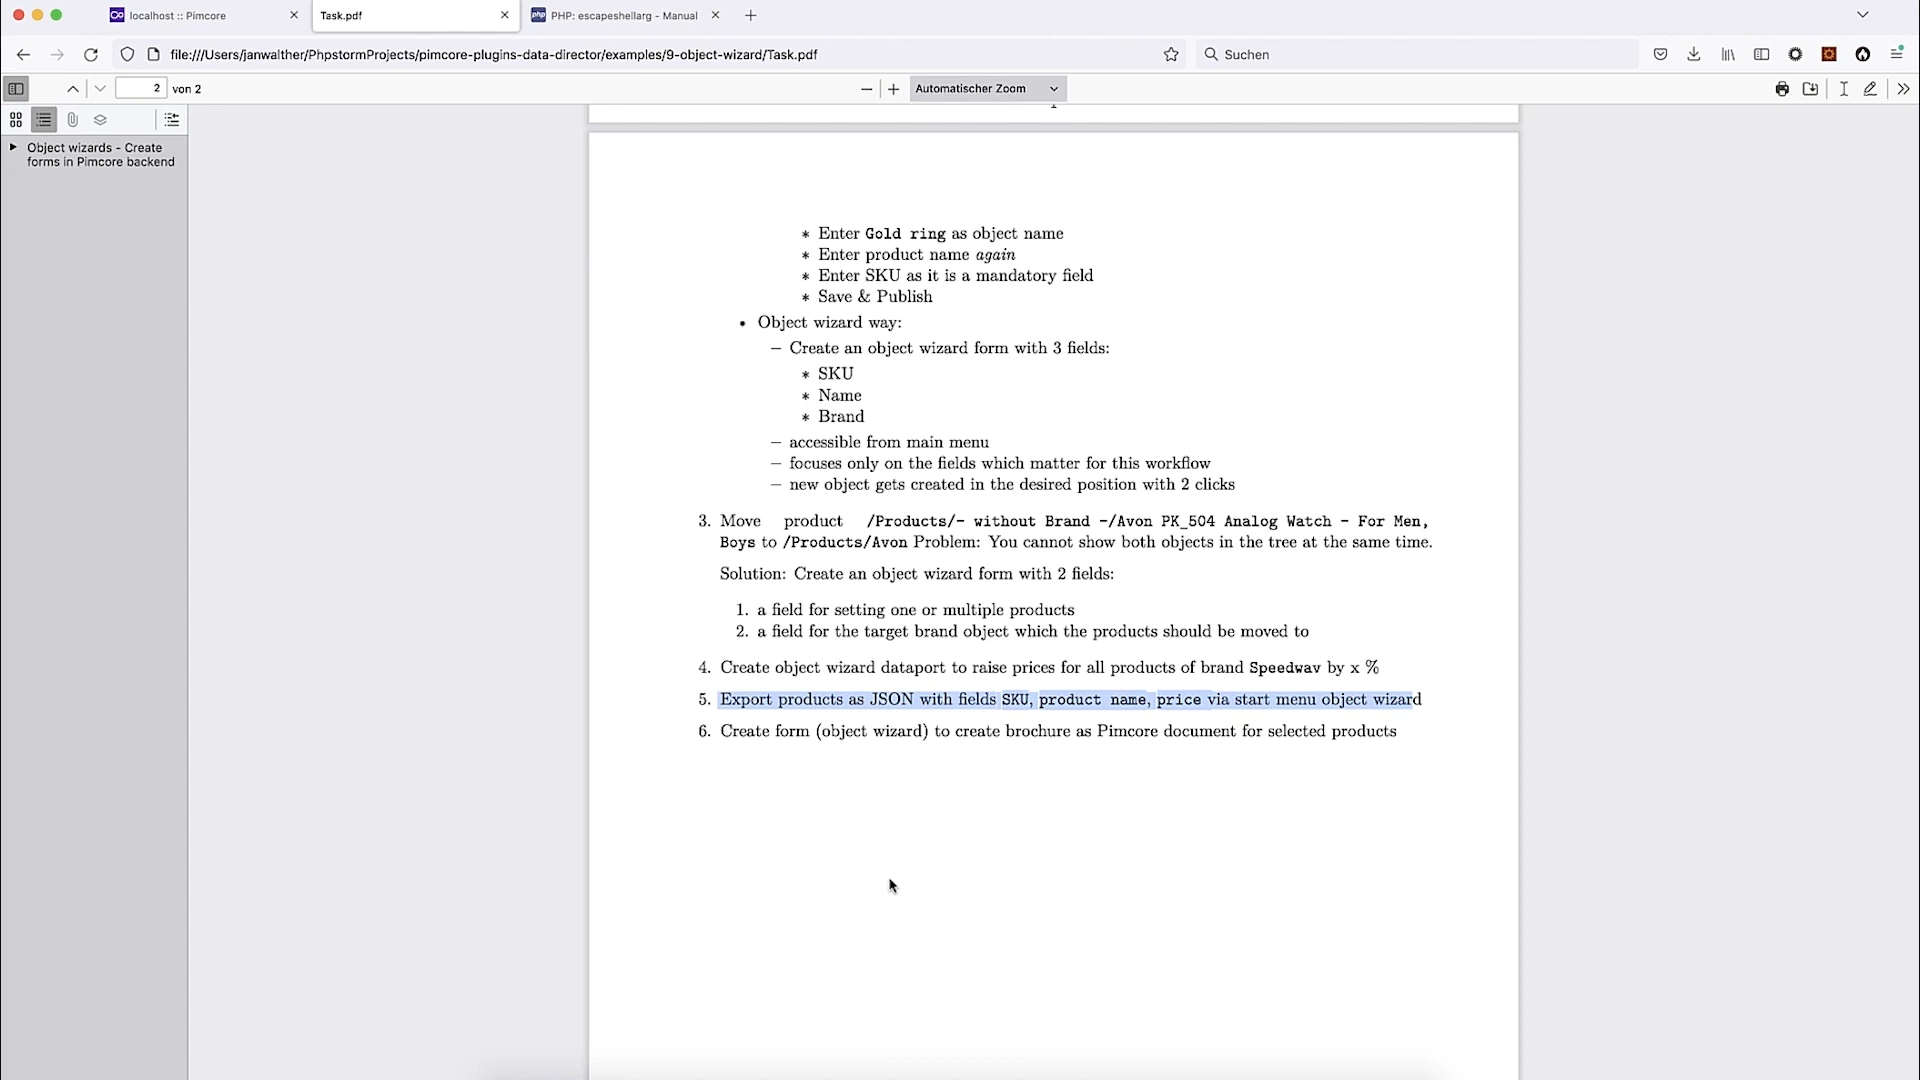 localhost :: Pimcore
Task.pdf
php PHP: escapeshellarg - Manual
file:///Users/janwalther/PhpstormProjects/pimcore-plugins-data-director/examples/9-object-wizard/Task.pdf
Suchen
2 von 2
Automatischer Zoom
Object wizards - Create
forms in Pimcore backend
* Enter Gold ring as object name
* Enter product name again
* Enter SKU as it is a mandatory field
* Save & Publish
• Object wizard way:
– Create an object wizard form with 3 fields:
* SKU
* Name
* Brand
– accessible from main menu
– focuses only on the fields which matter for this workflow
– new object gets created in the desired position with 2 clicks
3. Move product /Products/- without Brand -/Avon PK_504 Analog Watch - For Men,
Boys to /Products/Avon Problem: You cannot show both objects in the tree at the same time.
Solution: Create an object wizard form with 2 fields:
1. a field for setting one or multiple products
2. a field for the target brand object which the products should be moved to
4. Create object wizard dataport to raise prices for all products of brand Speedwav by x %
5. Export products as JSON with fields SKU, product name, price via start menu object wizard
6. Create form (object wizard) to create brochure as Pimcore document for selected products